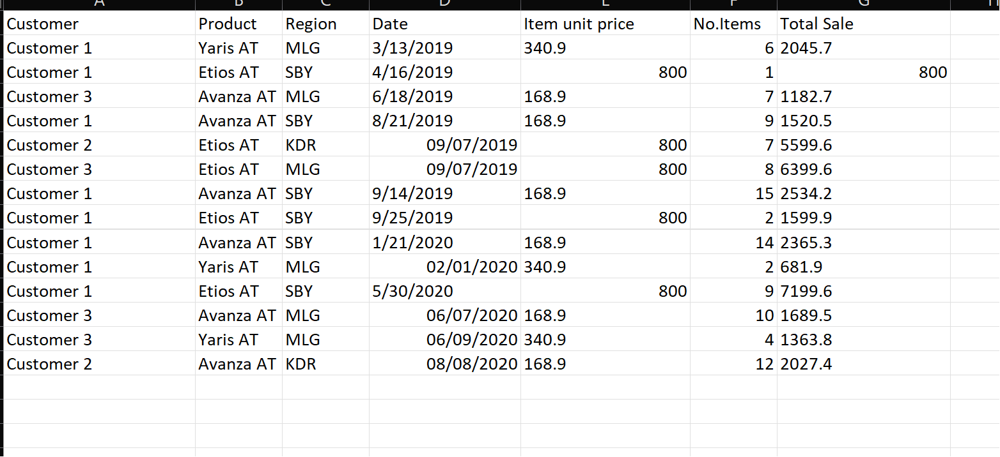 A B C D E F G H
Customer Product Region Date Item unit price No.Items Total Sale
Customer 1 Yaris AT MLG 3/13/2019 340.9 6 2045.7
Customer 1 Etios AT SBY 4/16/2019 800 1 800
Customer 3 Avanza AT MLG 6/18/2019 168.9 7 1182.7
Customer 1 Avanza AT SBY 8/21/2019 168.9 9 1520.5
Customer 2 Etios AT KDR 09/07/2019 800 7 5599.6
Customer 3 Etios AT MLG 09/07/2019 800 8 6399.6
Customer 1 Avanza AT SBY 9/14/2019 168.9 15 2534.2
Customer 1 Etios AT SBY 9/25/2019 800 2 1599.9
Customer 1 Avanza AT SBY 1/21/2020 168.9 14 2365.3
Customer 1 Yaris AT MLG 02/01/2020 340.9 2 681.9
Customer 1 Etios AT SBY 5/30/2020 800 9 7199.6
Customer 3 Avanza AT MLG 06/07/2020 168.9 10 1689.5
Customer 3 Yaris AT MLG 06/09/2020 340.9 4 1363.8
Customer 2 Avanza AT KDR 08/08/2020 168.9 12 2027.4